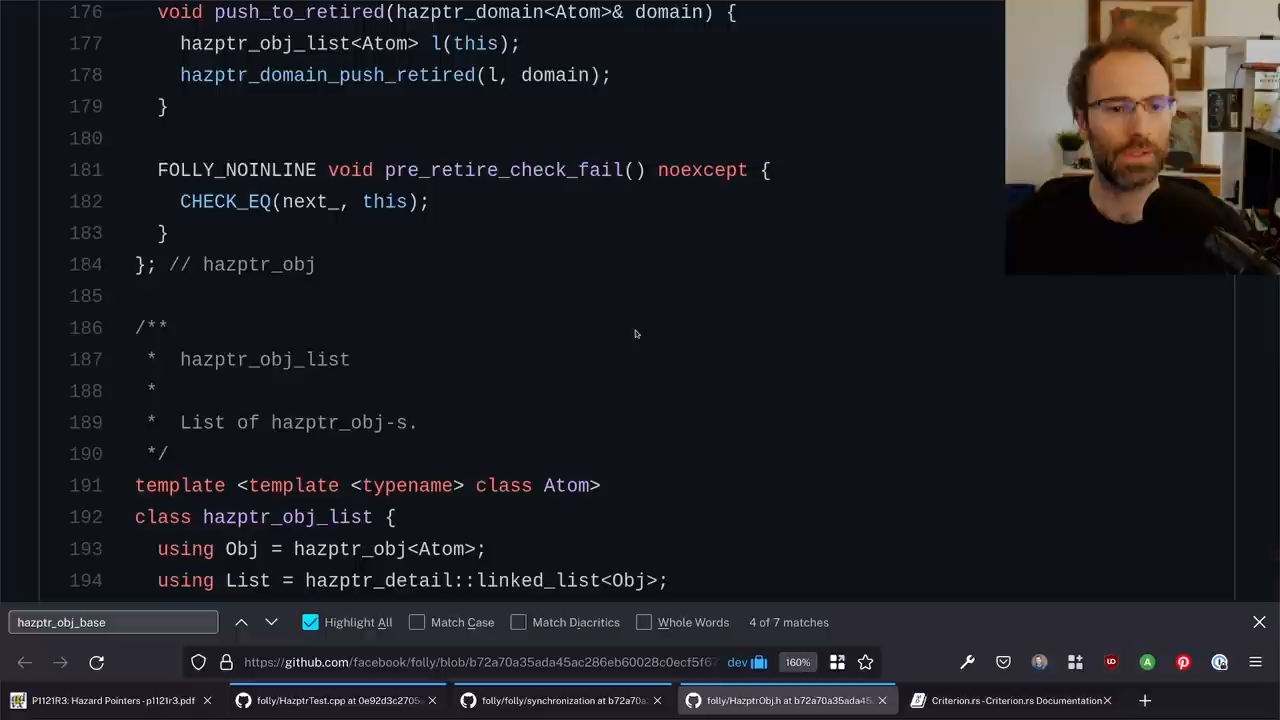 176 void push_to_retired(hazptr_domain<Atom>& domain) {
177 hazptr_obj_list<Atom> l(this);
178 hazptr_domain_push_retired(l, domain);
179 }
180
181 FOLLY_NOINLINE void pre_retire_check_fail() noexcept {
182 CHECK_EQ(next_, this);
183 }
184 }; // hazptr_obj
185
186 /**
187 * hazptr_obj_list
188 *
189 * List of hazptr_obj-s.
190 */
191 template <template <typename> class Atom>
192 class hazptr_obj_list {
193 using Obj = hazptr_obj<Atom>;
194 using List = hazptr_detail::linked_list<Obj>;
hazptr_obj_base Highlight All Match Case Match Diacritics Whole Words 4 of 7 matches
https://github.com/facebook/folly/blob/b72a70a35ada45ac286eb60028c0ecf5f67 dev 160%
P1121R3: Hazard Pointers - p1121r3.pdf folly/HazptrTest.cpp at 0e92d3c2705 folly/folly/synchronization at b72a70a folly/HazptrObj.h at b72a70a35ada45 Criterion.rs - Criterion.rs Documentation